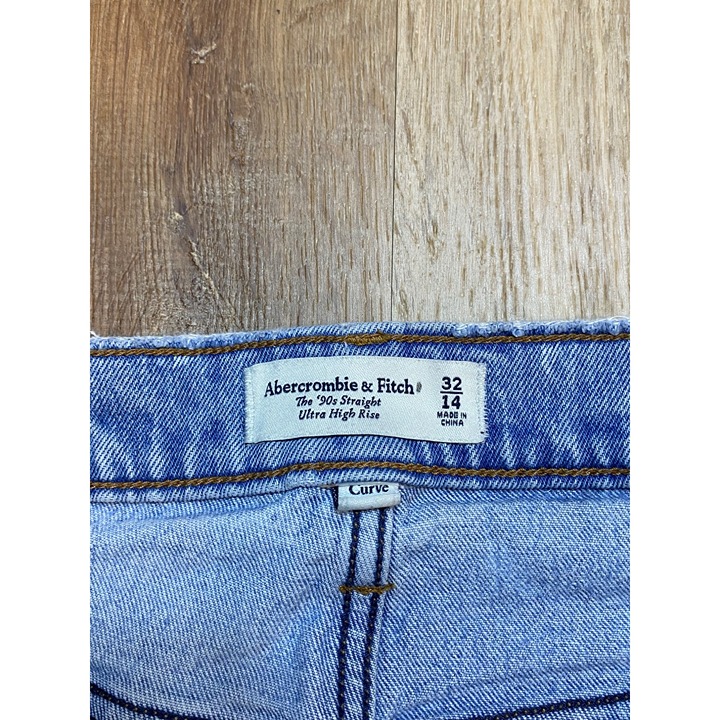 Abercrombie & Fitch
The '90s Straight
Ultra High Rise
32
14
MADE IN
CHINA
Curve